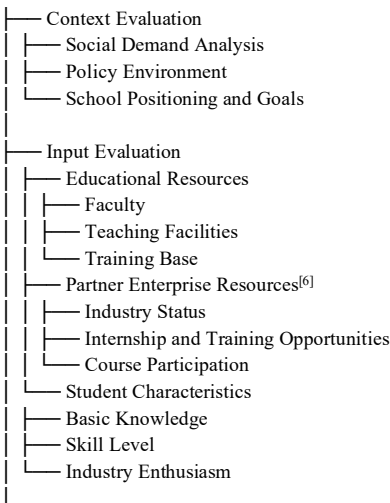 ├── Context Evaluation
│ ├── Social Demand Analysis
│ ├── Policy Environment
│ └── School Positioning and Goals
│
├── Input Evaluation
│ ├── Educational Resources
│ │ ├── Faculty
│ │ ├── Teaching Facilities
│ │ └── Training Base
│ ├── Partner Enterprise Resources[6]
│ │ ├── Industry Status
│ │ ├── Internship and Training Opportunities
│ │ └── Course Participation
│ └── Student Characteristics
│ ├── Basic Knowledge
│ ├── Skill Level
│ └── Industry Enthusiasm
│